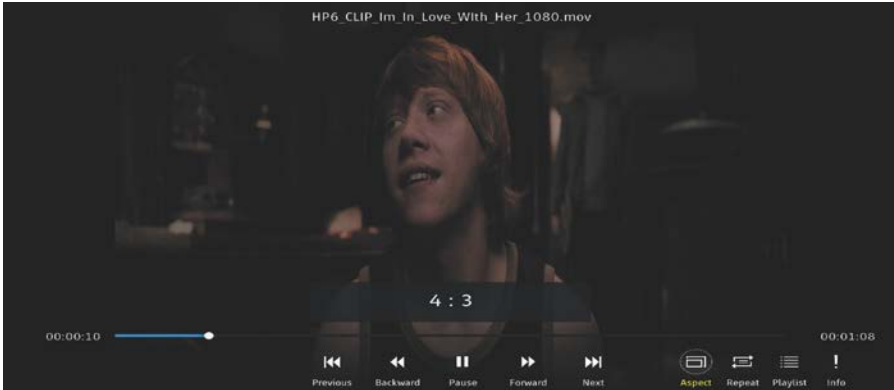 HP6_CLIP_Im_In_Love_WIth_Her_1080.mov
4 : 3
00:00:10 00:01:08
Previous Backward Pause Forward Next Aspect Repeat Playlist Info